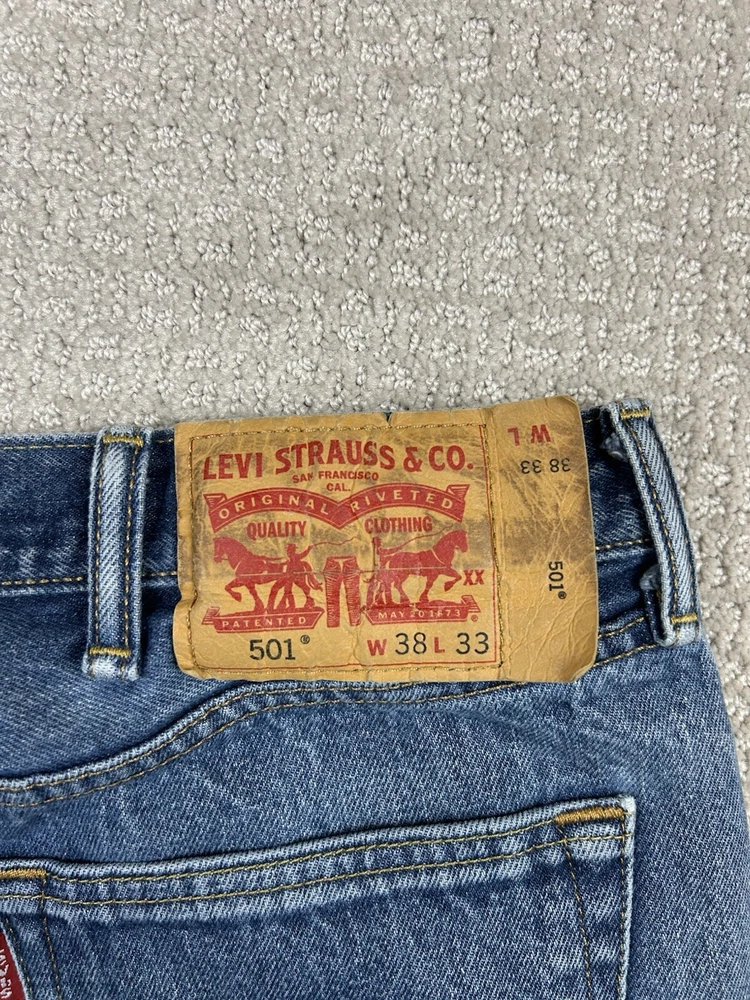 LEVI STRAUSS & CO.
SAN FRANCISCO
CAL.
ORIGINAL RIVETED
QUALITY CLOTHING
XX
PATENTED MAY 20 1873 ®
501® W 38 L 33
W L
38 33
501®
LEVI'S